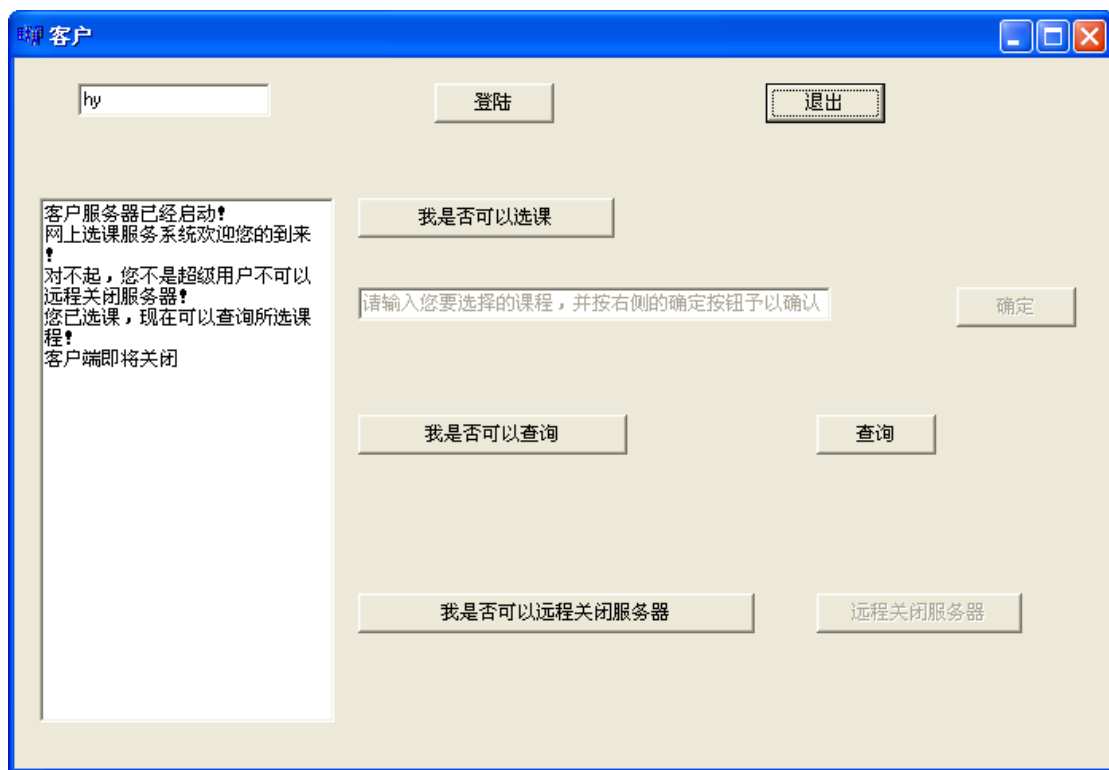 客户
hy
登陆
退出
客户服务器已经启动!
网上选课服务系统欢迎您的到来
!
对不起,您不是超级用户不可以
远程关闭服务器!
您已选课,现在可以查询所选课
程!
客户端即将关闭
我是否可以选课
请输入您要选择的课程,并按右侧的确定按钮予以确认
确定
我是否可以查询
查询
我是否可以远程关闭服务器
远程关闭服务器